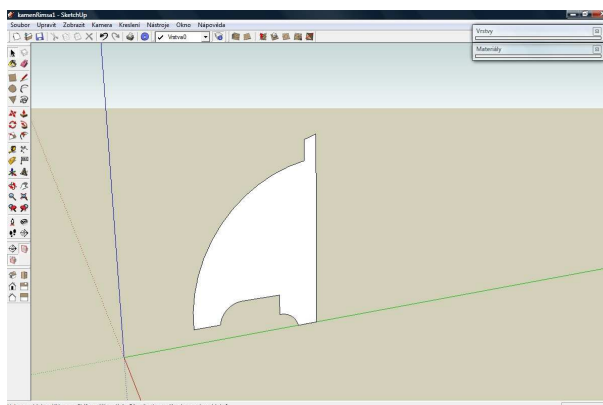 kamenRimsa1 - SketchUp
Soubor Upravit Zobrazit Kamera Kreslení Nástroje Okno Nápověda
Vrstva0
Vrstvy
Materiály